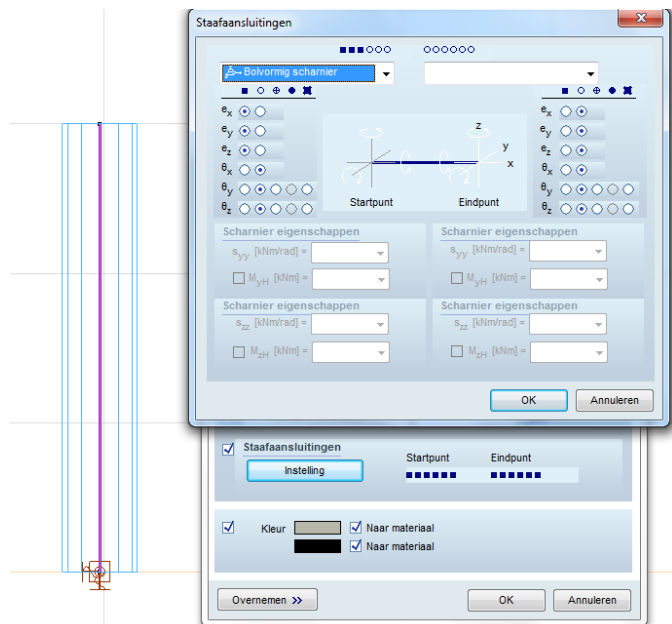 Staafaansluitingen
Bolvormig scharnier
ex
ey
ez
θx
θy
θz
z
y
x
Startpunt
Eindpunt
ex
ey
ez
θx
θy
θz
Scharnier eigenschappen
Scharnier eigenschappen
syy [kNm/rad] =
syy [kNm/rad] =
MyH [kNm] =
MyH [kNm] =
Scharnier eigenschappen
Scharnier eigenschappen
szz [kNm/rad] =
szz [kNm/rad] =
MzH [kNm] =
MzH [kNm] =
OK
Annuleren
Staafaansluitingen
Startpunt
Eindpunt
Instelling
Kleur
Naar materiaal
Naar materiaal
Overnemen >>
OK
Annuleren